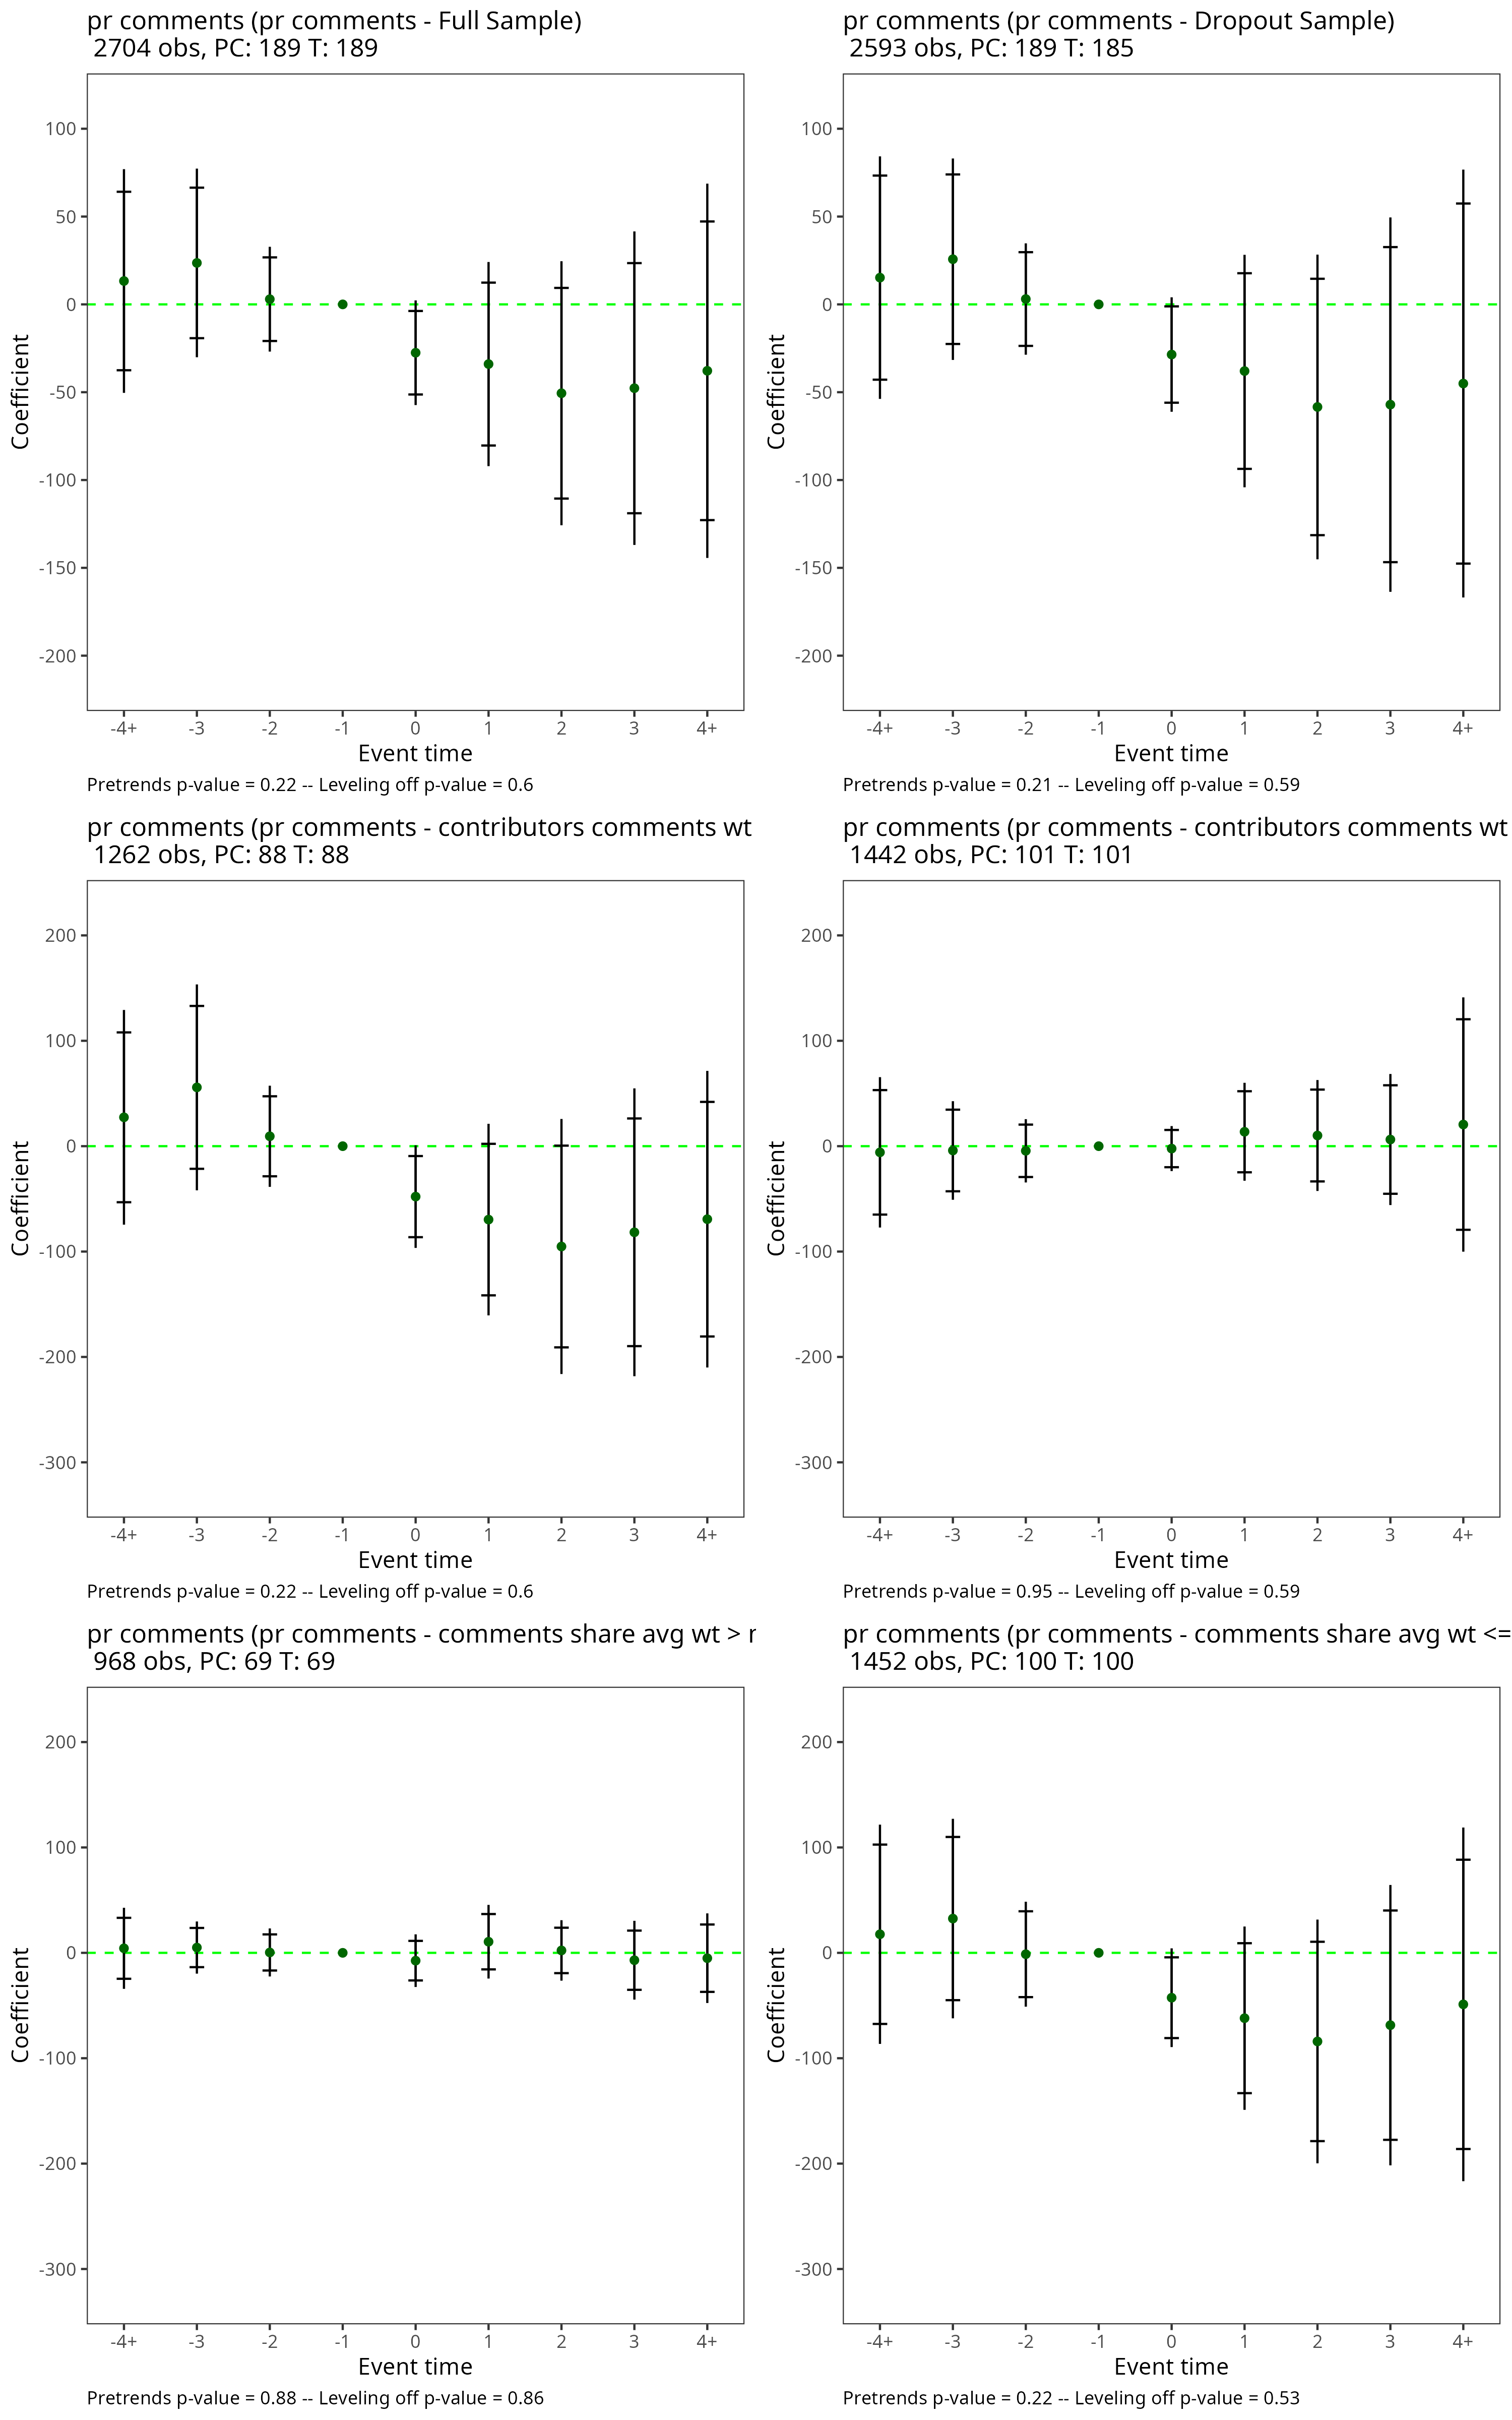 pr comments (pr comments - Full Sample)
2704 obs, PC: 189 T: 189
100
50
0
-50
-100
-150
-200
Coefficient
-4+ -3 -2 -1 0 1 2 3 4+
Event time
Pretrends p-value = 0.22 -- Leveling off p-value = 0.6
pr comments (pr comments - Dropout Sample)
2593 obs, PC: 189 T: 185
100
50
0
-50
-100
-150
-200
Coefficient
-4+ -3 -2 -1 0 1 2 3 4+
Event time
Pretrends p-value = 0.21 -- Leveling off p-value = 0.59
pr comments (pr comments - contributors comments wt
1262 obs, PC: 88 T: 88
200
100
0
-100
-200
-300
Coefficient
-4+ -3 -2 -1 0 1 2 3 4+
Event time
Pretrends p-value = 0.22 -- Leveling off p-value = 0.6
pr comments (pr comments - contributors comments wt
1442 obs, PC: 101 T: 101
200
100
0
-100
-200
-300
Coefficient
-4+ -3 -2 -1 0 1 2 3 4+
Event time
Pretrends p-value = 0.95 -- Leveling off p-value = 0.59
pr comments (pr comments - comments share avg wt >
968 obs, PC: 69 T: 69
200
100
0
-100
-200
-300
Coefficient
-4+ -3 -2 -1 0 1 2 3 4+
Event time
Pretrends p-value = 0.88 -- Leveling off p-value = 0.86
pr comments (pr comments - comments share avg wt <=
1452 obs, PC: 100 T: 100
200
100
0
-100
-200
-300
Coefficient
-4+ -3 -2 -1 0 1 2 3 4+
Event time
Pretrends p-value = 0.22 -- Leveling off p-value = 0.53